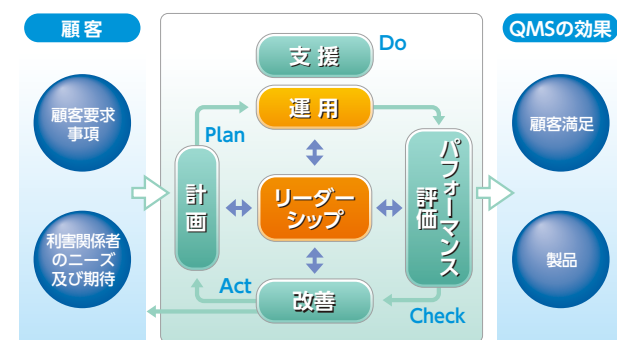 顧客
顧客要求
事項
利害関係者
のニーズ
及び期待
支援
Do
運用
Plan
計画
リーダー
シップ
パフォーマンス
評価
Act
改善
Check
QMSの効果
顧客満足
製品